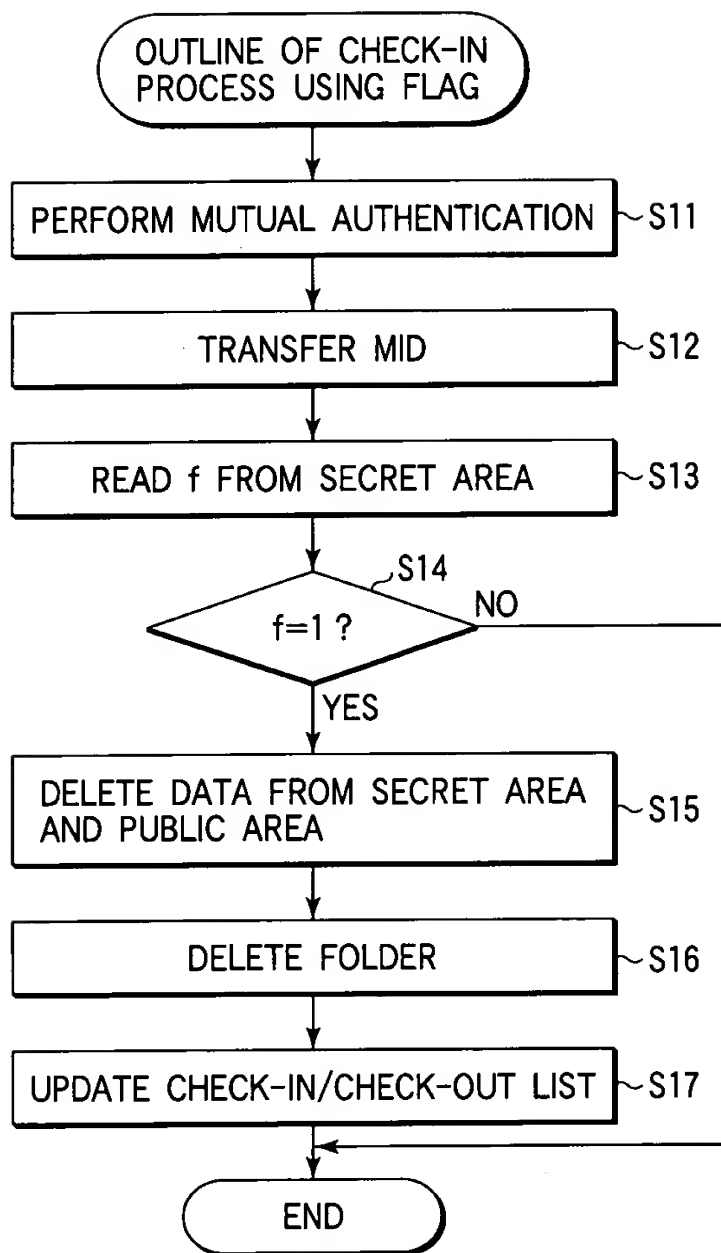 OUTLINE OF CHECK-IN
PROCESS USING FLAG
PERFORM MUTUAL AUTHENTICATION
S11
TRANSFER MID
S12
READ f FROM SECRET AREA
S13
S14
f=1 ?
NO
YES
DELETE DATA FROM SECRET AREA
AND PUBLIC AREA
S15
DELETE FOLDER
S16
UPDATE CHECK-IN/CHECK-OUT LIST
S17
END